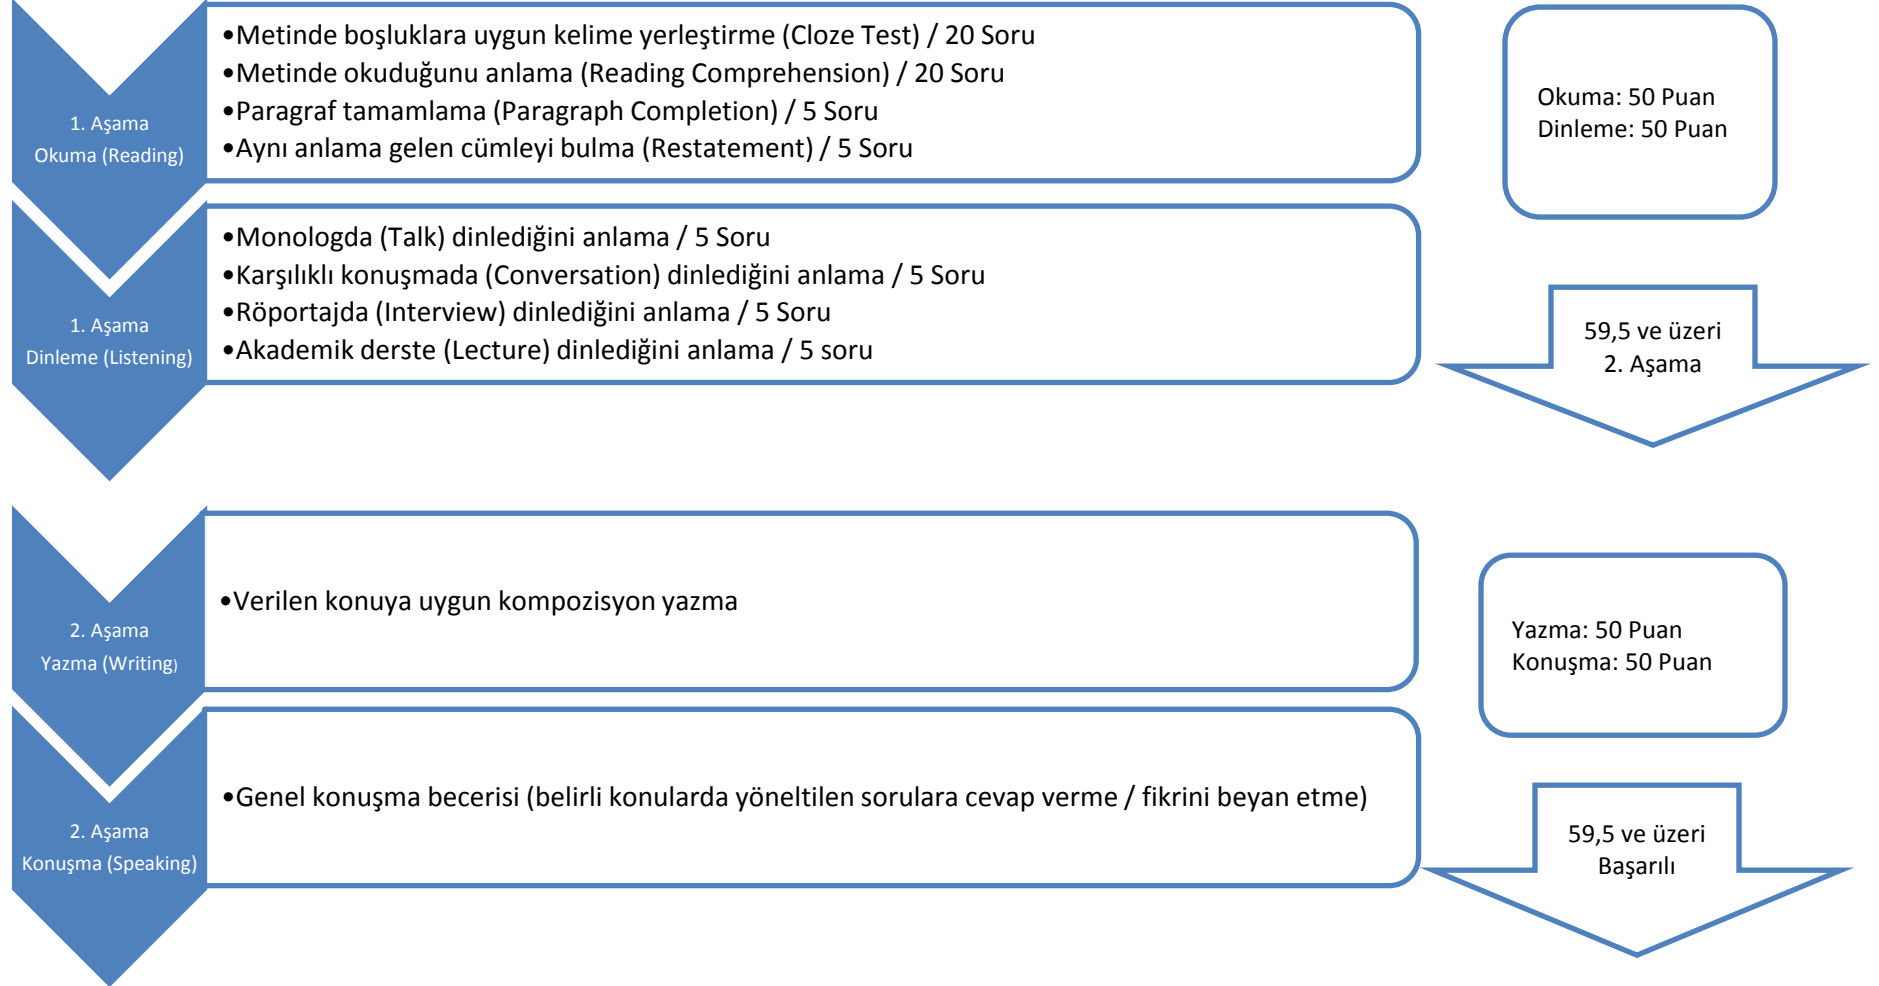 1. Aşama
Okuma (Reading)
•Metinde boşluklara uygun kelime yerleştirme (Cloze Test) / 20 Soru
•Metinde okuduğunu anlama (Reading Comprehension) / 20 Soru
•Paragraf tamamlama (Paragraph Completion) / 5 Soru
•Aynı anlama gelen cümleyi bulma (Restatement) / 5 Soru
Okuma: 50 Puan
Dinleme: 50 Puan
1. Aşama
Dinleme (Listening)
•Monologda (Talk) dinlediğini anlama / 5 Soru
•Karşılıklı konuşmada (Conversation) dinlediğini anlama / 5 Soru
•Röportajda (Interview) dinlediğini anlama / 5 Soru
•Akademik derste (Lecture) dinlediğini anlama / 5 soru
59,5 ve üzeri
2. Aşama
2. Aşama
Yazma (Writing)
•Verilen konuya uygun kompozisyon yazma
Yazma: 50 Puan
Konuşma: 50 Puan
2. Aşama
Konuşma (Speaking)
•Genel konuşma becerisi (belirli konularda yöneltilen sorulara cevap verme / fikrini beyan etme)
59,5 ve üzeri
Başarılı